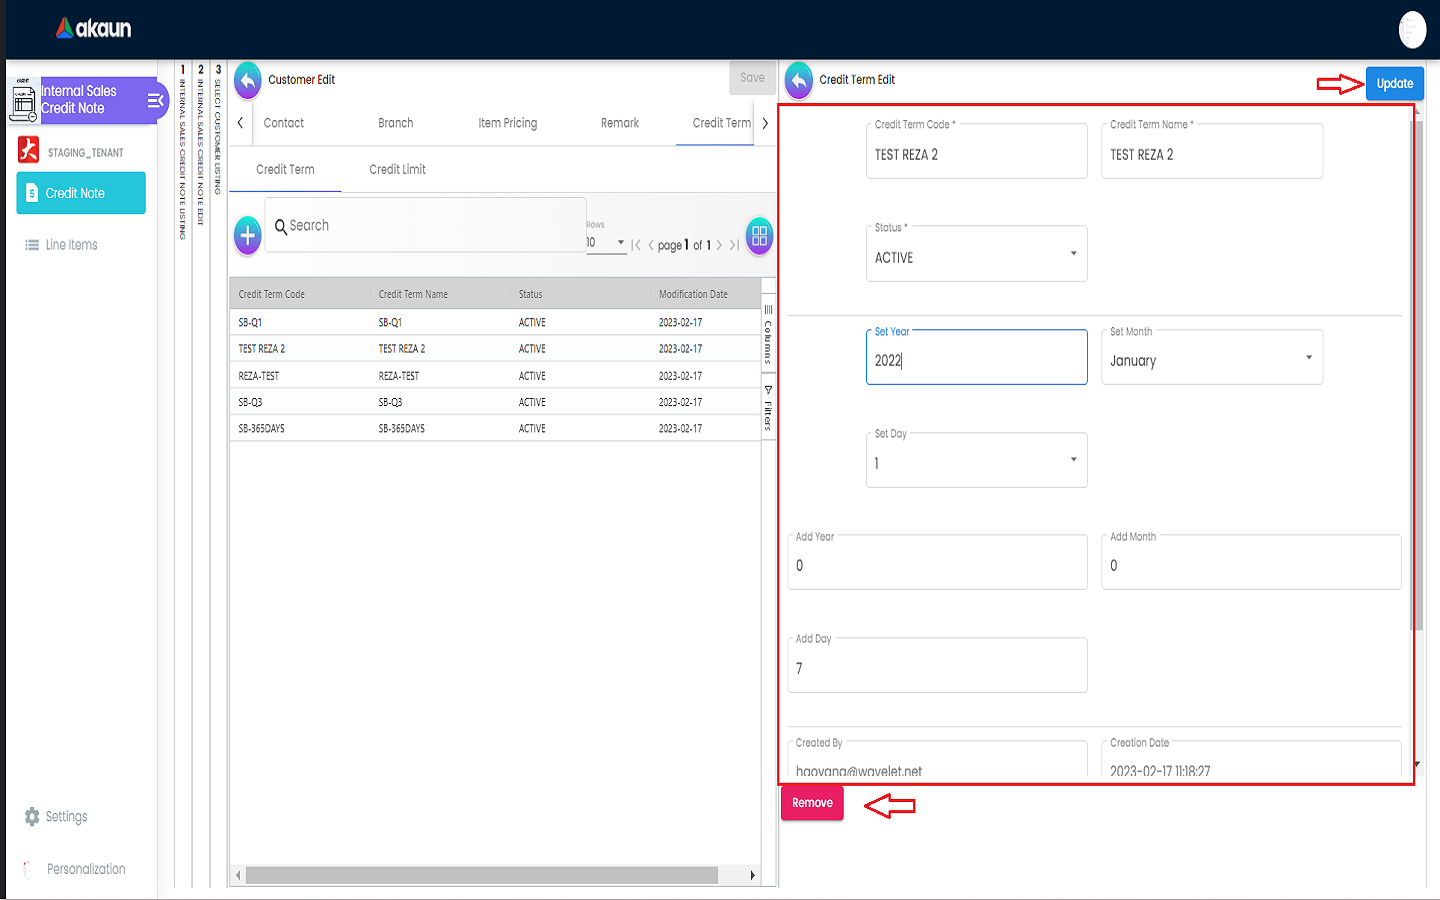 akaun
Internal Sales
Credit Note
STAGING_TENANT
Credit Note
Line Items
Settings
Personalization
1 INTERNAL SALES CREDIT NOTE LISTING
2 INTERNAL SALES CREDIT NOTE EDIT
3 SELECT CUSTOMER LISTING
Customer Edit
Save
Contact Branch Item Pricing Remark Credit Term
Credit Term Credit Limit
Search
Rows
10
page 1 of 1
Credit Term Code Credit Term Name Status Modification Date
SB-Q1 SB-Q1 ACTIVE 2023-02-17
TEST REZA 2 TEST REZA 2 ACTIVE 2023-02-17
REZA-TEST REZA-TEST ACTIVE 2023-02-17
SB-Q3 SB-Q3 ACTIVE 2023-02-17
SB-365DAYS SB-365DAYS ACTIVE 2023-02-17
Columns
Filters
Credit Term Edit
Update
Credit Term Code * Credit Term Name *
TEST REZA 2 TEST REZA 2
Status *
ACTIVE
Set Year Set Month
2022 January
Set Day
1
Add Year Add Month
0 0
Add Day
7
Created By Creation Date
haoyang@wavelet.net 2023-02-17 11:18:27
Remove